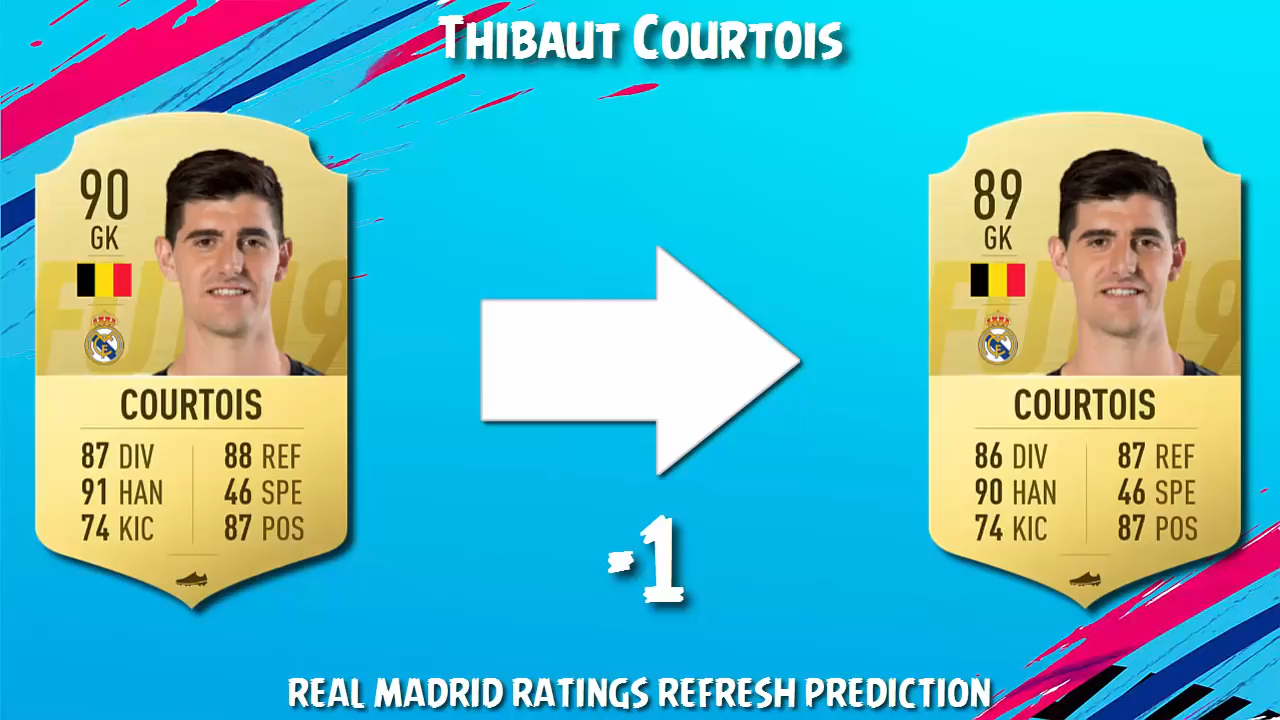 THIBAUT COURTOIS
90
GK
COURTOIS
87 DIV 88 REF
91 HAN 46 SPE
74 KIC 87 POS
-1
89
GK
COURTOIS
86 DIV 87 REF
90 HAN 46 SPE
74 KIC 87 POS
REAL MADRID RATINGS REFRESH PREDICTION